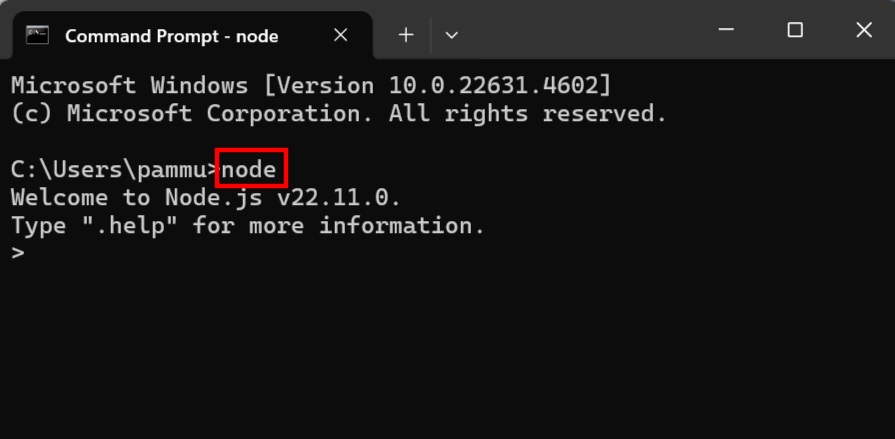 Command Prompt - node
Microsoft Windows [Version 10.0.22631.4602]
(c) Microsoft Corporation. All rights reserved.
C:\Users\pammu>node
Welcome to Node.js v22.11.0.
Type ".help" for more information.
>